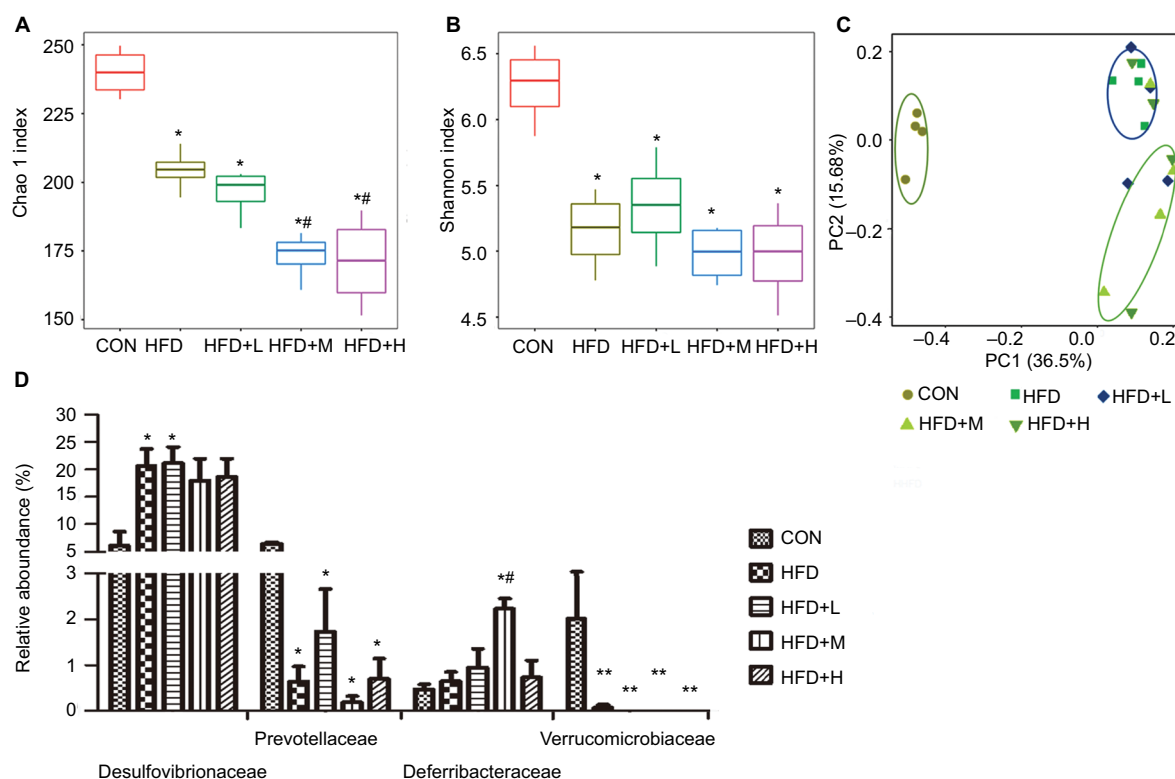 A
Chao 1 index
250
225
200
175
150
*
*
*#
*#
CON HFD HFD+L HFD+M HFD+H
B
Shannon index
6.5
6.0
5.5
5.0
4.5
*
*
*
*
CON HFD HFD+L HFD+M HFD+H
C
PC2 (15.68%)
0.2
0.0
–0.2
–0.4
–0.4 –0.2 0.0 0.2
PC1 (36.5%)
CON HFD HFD+L
HFD+M HFD+H
D
Relative aboundance (%)
30
25
20
15
10
5
3
2
1
0
* *
* * * *
*#
** ** ** **
Prevotellaceae Verrucomicrobiaceae
Desulfovibrionaceae Deferribacteraceae
CON
HFD
HFD+L
HFD+M
HFD+H